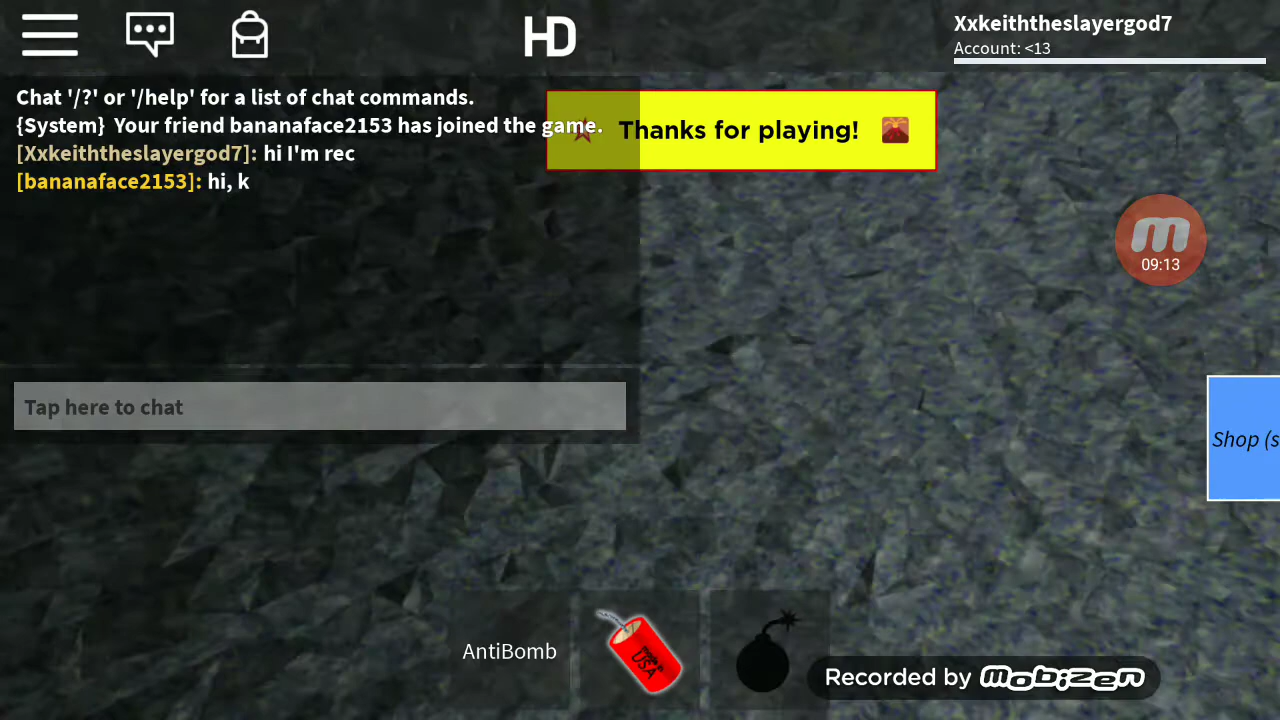 HD
Xxkeiththeslayergod7
Account: <13
Chat '/?' or '/help' for a list of chat commands.
{System} Your friend bananaface2153 has joined the game.
[Xxkeiththeslayergod7]: hi I'm rec
[bananaface2153]: hi, k
Thanks for playing!
09:13
Tap here to chat
Shop (s
AntiBomb
USA
Recorded by mobizen